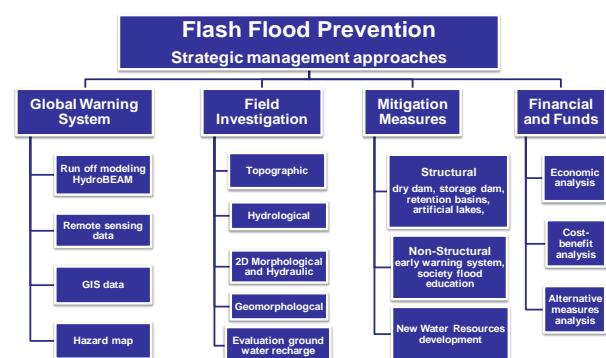 Flash Flood Prevention
Strategic management approaches
Global Warning
System
Run off modeling
HydroBEAM
Remote sensing
data
GIS data
Hazard map
Field
Investigation
Topographic
Hydrological
2D Morphological
and Hydraulic
Geomorphologcal
Evaluation ground
water recharge
Mitigation
Measures
Structural
dry dam, storage dam,
retention basins,
artificial lakes,
Non-Structural
early warning system,
society flood
education
New Water Resources
development
Financial
and Funds
Economic
analysis
Cost-
benefit
analysis
Alternative
measures
analysis